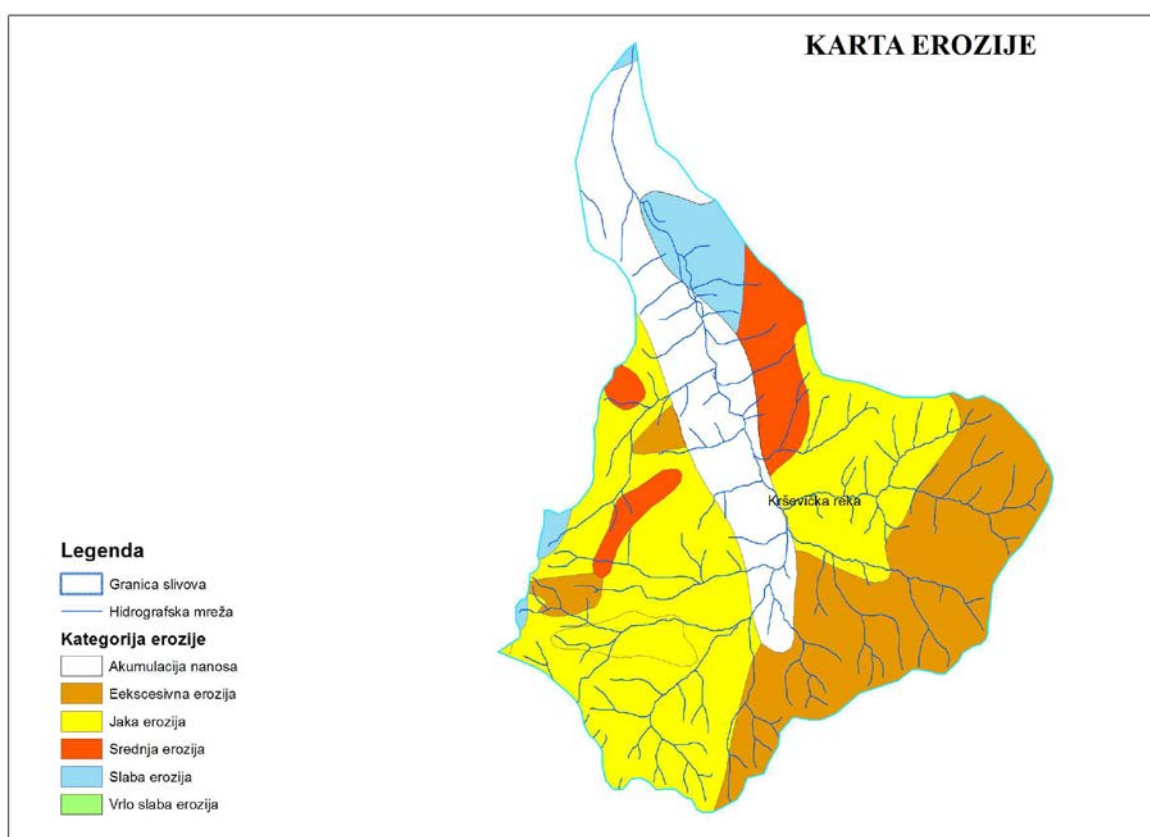 KARTA EROZIJE
Krševička reka
Legenda
Granica slivova
Hidrografska mreža
Kategorija erozije
Akumulacija nanosa
Eekscesivna erozija
Jaka erozija
Srednja erozija
Slaba erozija
Vrlo slaba erozija